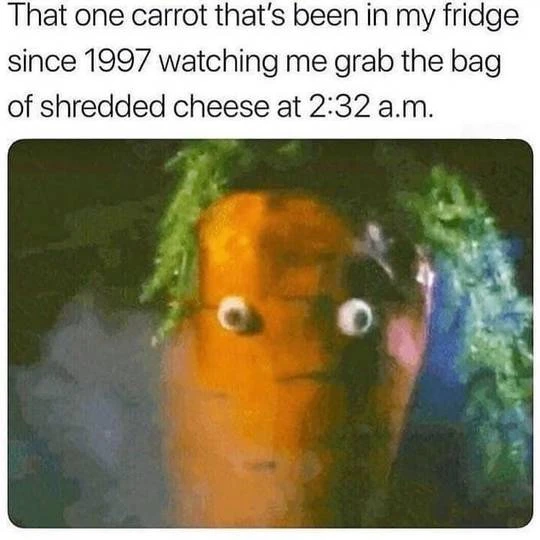 That one carrot that's been in my fridge
since 1997 watching me grab the bag
of shredded cheese at 2:32 a.m.